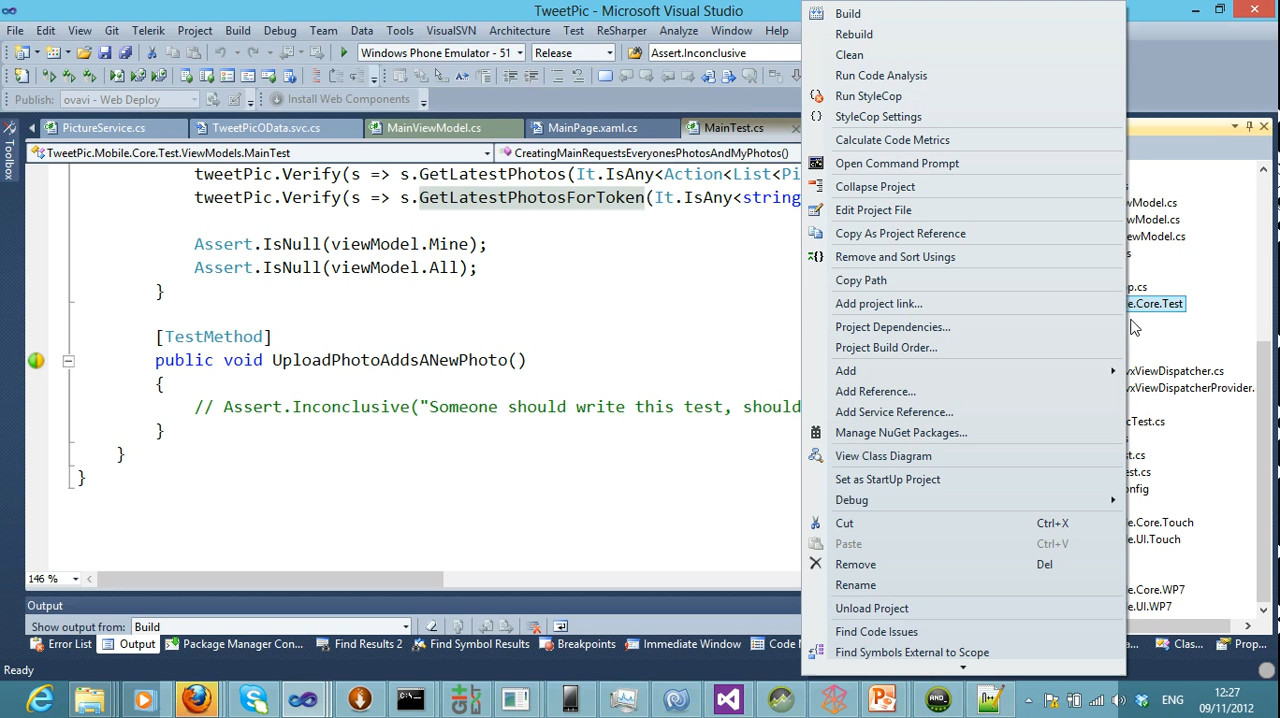 TweetPic - Microsoft Visual Studio
File Edit View Git Telerik Project Build Debug Team Data Tools VisualSVN Architecture Test ReSharper Analyze Window Help
Windows Phone Emulator - 51 Release Assert.Inconclusive
Publish: ovavi - Web Deploy Install Web Components
PictureService.cs TweetPicOData.svc.cs MainViewModel.cs MainPage.xaml.cs MainTest.cs
TweetPic.Mobile.Core.Test.ViewModels.MainTest CreatingMainRequestsEveryonesPhotosAndMyPhotos()
Toolbox
tweetPic.Verify(s => s.GetLatestPhotos(It.IsAny<Action<List<Pi
tweetPic.Verify(s => s.GetLatestPhotosForToken(It.IsAny<string
Assert.IsNull(viewModel.Mine);
Assert.IsNull(viewModel.All);
}
[TestMethod]
public void UploadPhotoAddsANewPhoto()
{
// Assert.Inconclusive("Someone should write this test, should
}
}
}
146 %
Output
Show output from: Build
Error List Output Package Manager Con... Find Results 2 Find Symbol Results Breakpoints Immediate Window Code
Ready
Build
Rebuild
Clean
Run Code Analysis
Run StyleCop
StyleCop Settings
Calculate Code Metrics
Open Command Prompt
Collapse Project
Edit Project File
Copy As Project Reference
Remove and Sort Usings
Copy Path
Add project link...
Project Dependencies...
Project Build Order...
Add
Add Reference...
Add Service Reference...
Manage NuGet Packages...
View Class Diagram
Set as StartUp Project
Debug
Cut Ctrl+X
Paste Ctrl+V
Remove Del
Rename
Unload Project
Find Code Issues
Find Symbols External to Scope
wModel.cs
wModel.cs
ewModel.cs
p.cs
e.Core.Test
vxViewDispatcher.cs
vxViewDispatcherProvider.
cTest.cs
st.cs
est.cs
nfig
e.Core.Touch
e.UI.Touch
e.Core.WP7
e.UI.WP7
Clas... Prop...
ENG
12:27
09/11/2012